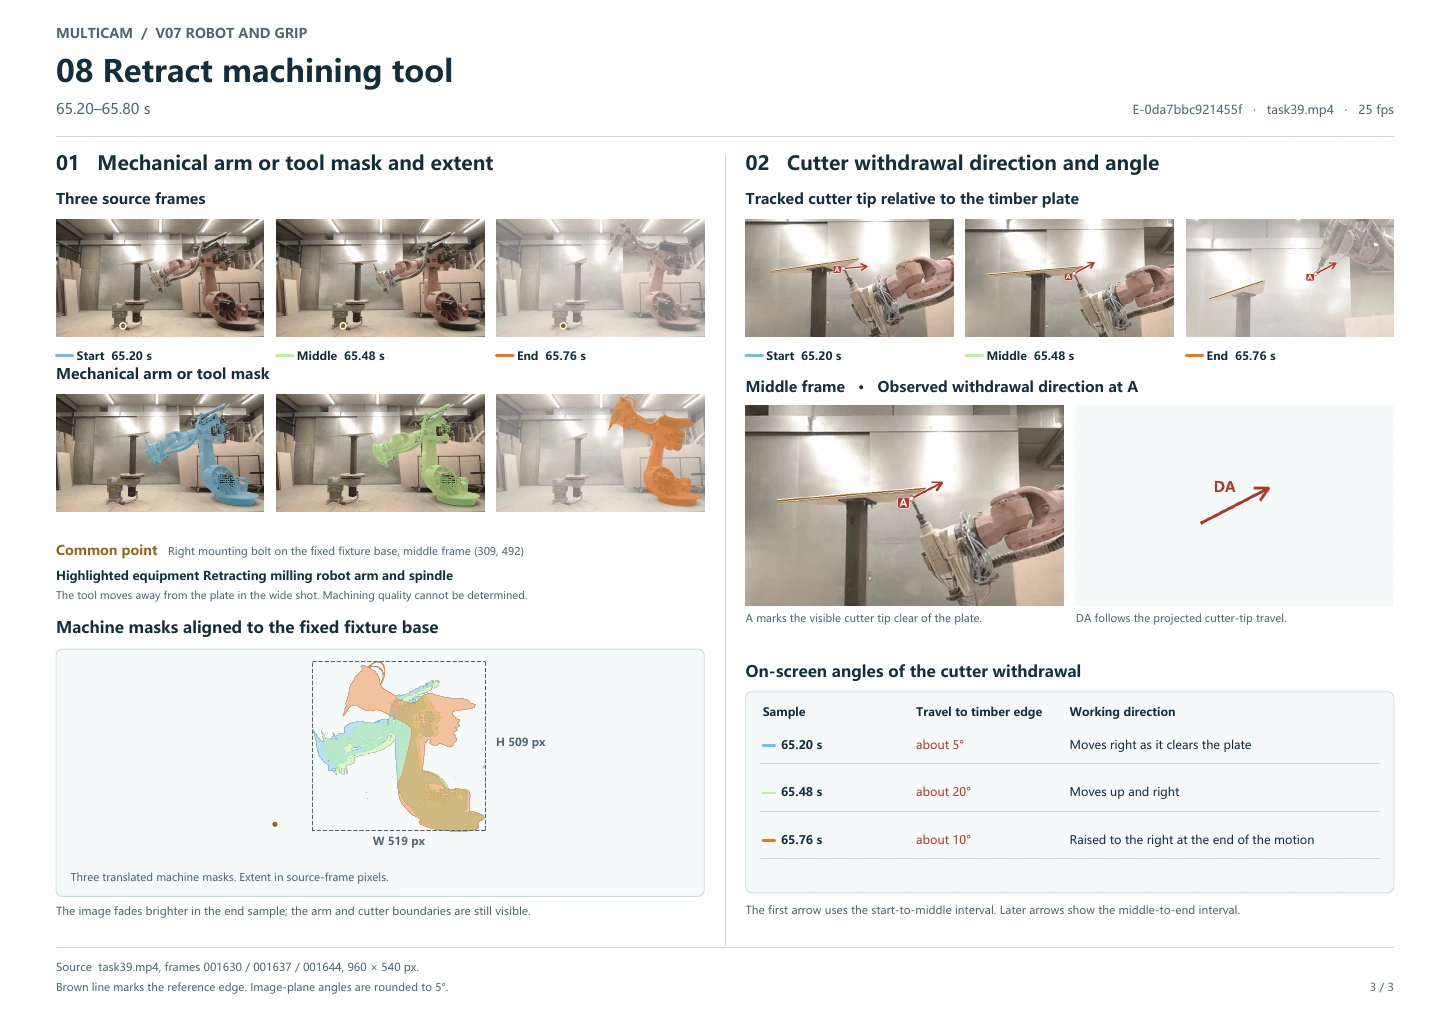 MULTICAM / V07 ROBOT AND GRIP
08 Retract machining tool
65.20–65.80 s
E-0da7bbc921455f · task39.mp4 · 25 fps
01 Mechanical arm or tool mask and extent
Three source frames
Start 65.20 s
Middle 65.48 s
End 65.76 s
Mechanical arm or tool mask
Common point Right mounting bolt on the fixed fixture base, middle frame (309, 492)
Highlighted equipment Retracting milling robot arm and spindle
The tool moves away from the plate in the wide shot. Machining quality cannot be determined.
Machine masks aligned to the fixed fixture base
H 509 px
W 519 px
Three translated machine masks. Extent in source-frame pixels.
The image fades brighter in the end sample; the arm and cutter boundaries are still visible.
02 Cutter withdrawal direction and angle
Tracked cutter tip relative to the timber plate
A
A
A
Start 65.20 s
Middle 65.48 s
End 65.76 s
Middle frame • Observed withdrawal direction at A
A
DA
A marks the visible cutter tip clear of the plate.
DA follows the projected cutter-tip travel.
On-screen angles of the cutter withdrawal
Sample Travel to timber edge Working direction
65.20 s about 5° Moves right as it clears the plate
65.48 s about 20° Moves up and right
65.76 s about 10° Raised to the right at the end of the motion
The first arrow uses the start-to-middle interval. Later arrows show the middle-to-end interval.
Source task39.mp4, frames 001630 / 001637 / 001644, 960 × 540 px.
Brown line marks the reference edge. Image-plane angles are rounded to 5°.
3 / 3